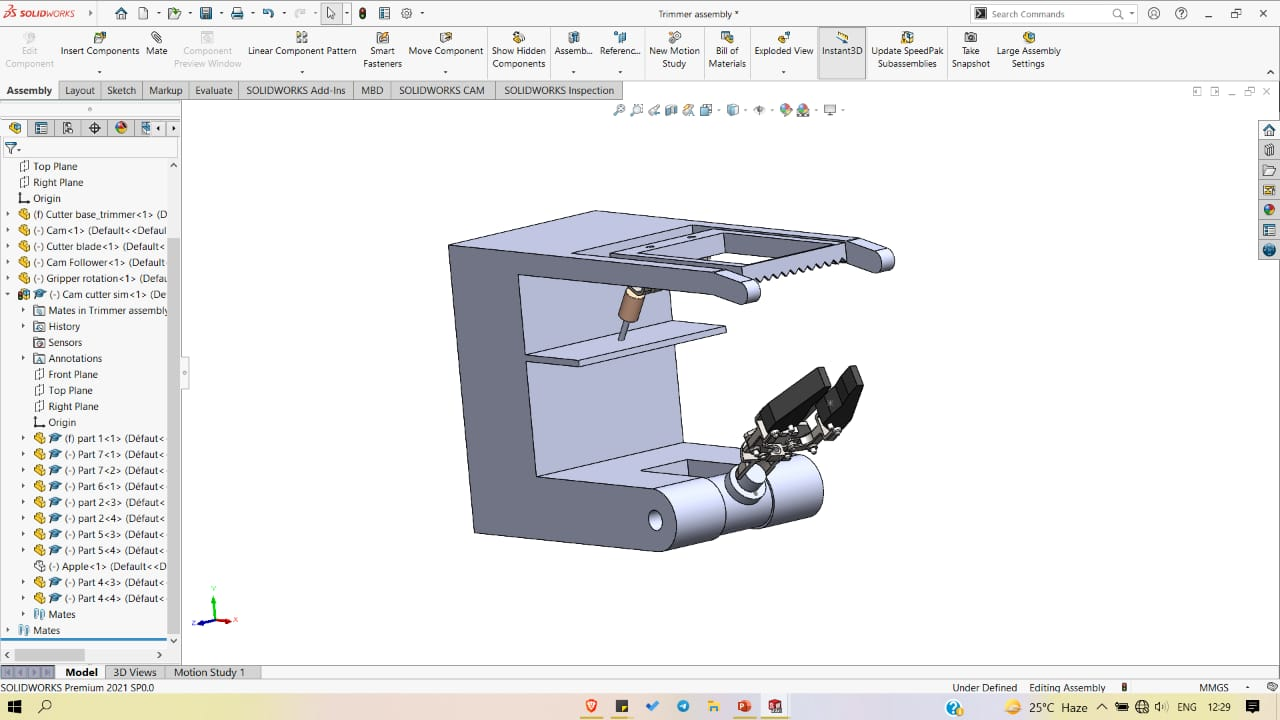 SOLIDWORKS
Trimmer assembly *
Search Commands
Edit Component
Insert Components
Mate
Component Preview Window
Linear Component Pattern
Smart Fasteners
Move Component
Show Hidden Components
Assemb...
Referenc...
New Motion Study
Bill of Materials
Exploded View
Instant3D
Update SpeedPak Subassemblies
Take Snapshot
Large Assembly Settings
Assembly
Layout
Sketch
Markup
Evaluate
SOLIDWORKS Add-Ins
MBD
SOLIDWORKS CAM
SOLIDWORKS Inspection
Top Plane
Right Plane
Origin
(f) Cutter base_trimmer<1> (D
(-) Cam<1> (Default<<Defaul
(-) Cutter blade<1> (Default<
(-) Cam Follower<1> (Default
(-) Gripper rotation<1> (Defau
(-) Cam cutter sim<1> (De
Mates in Trimmer assembly
History
Sensors
Annotations
Front Plane
Top Plane
Right Plane
Origin
(f) part 1<1> (Défaut<
(-) Part 7<1> (Défaut<
(-) Part 7<2> (Défaut<
(-) Part 6<1> (Défaut<
(-) part 2<3> (Défaut<
(-) part 2<4> (Défaut<
(-) Part 5<3> (Défaut<
(-) Part 5<4> (Défaut<
(-) Apple<1> (Default<<D
(-) Part 4<3> (Défaut<
(-) Part 4<4> (Défaut<
Mates
Mates
Y
Z
X
Model
3D Views
Motion Study 1
SOLIDWORKS Premium 2021 SP0.0
Under Defined
Editing Assembly
MMGS
25°C Haze
ENG
12:29